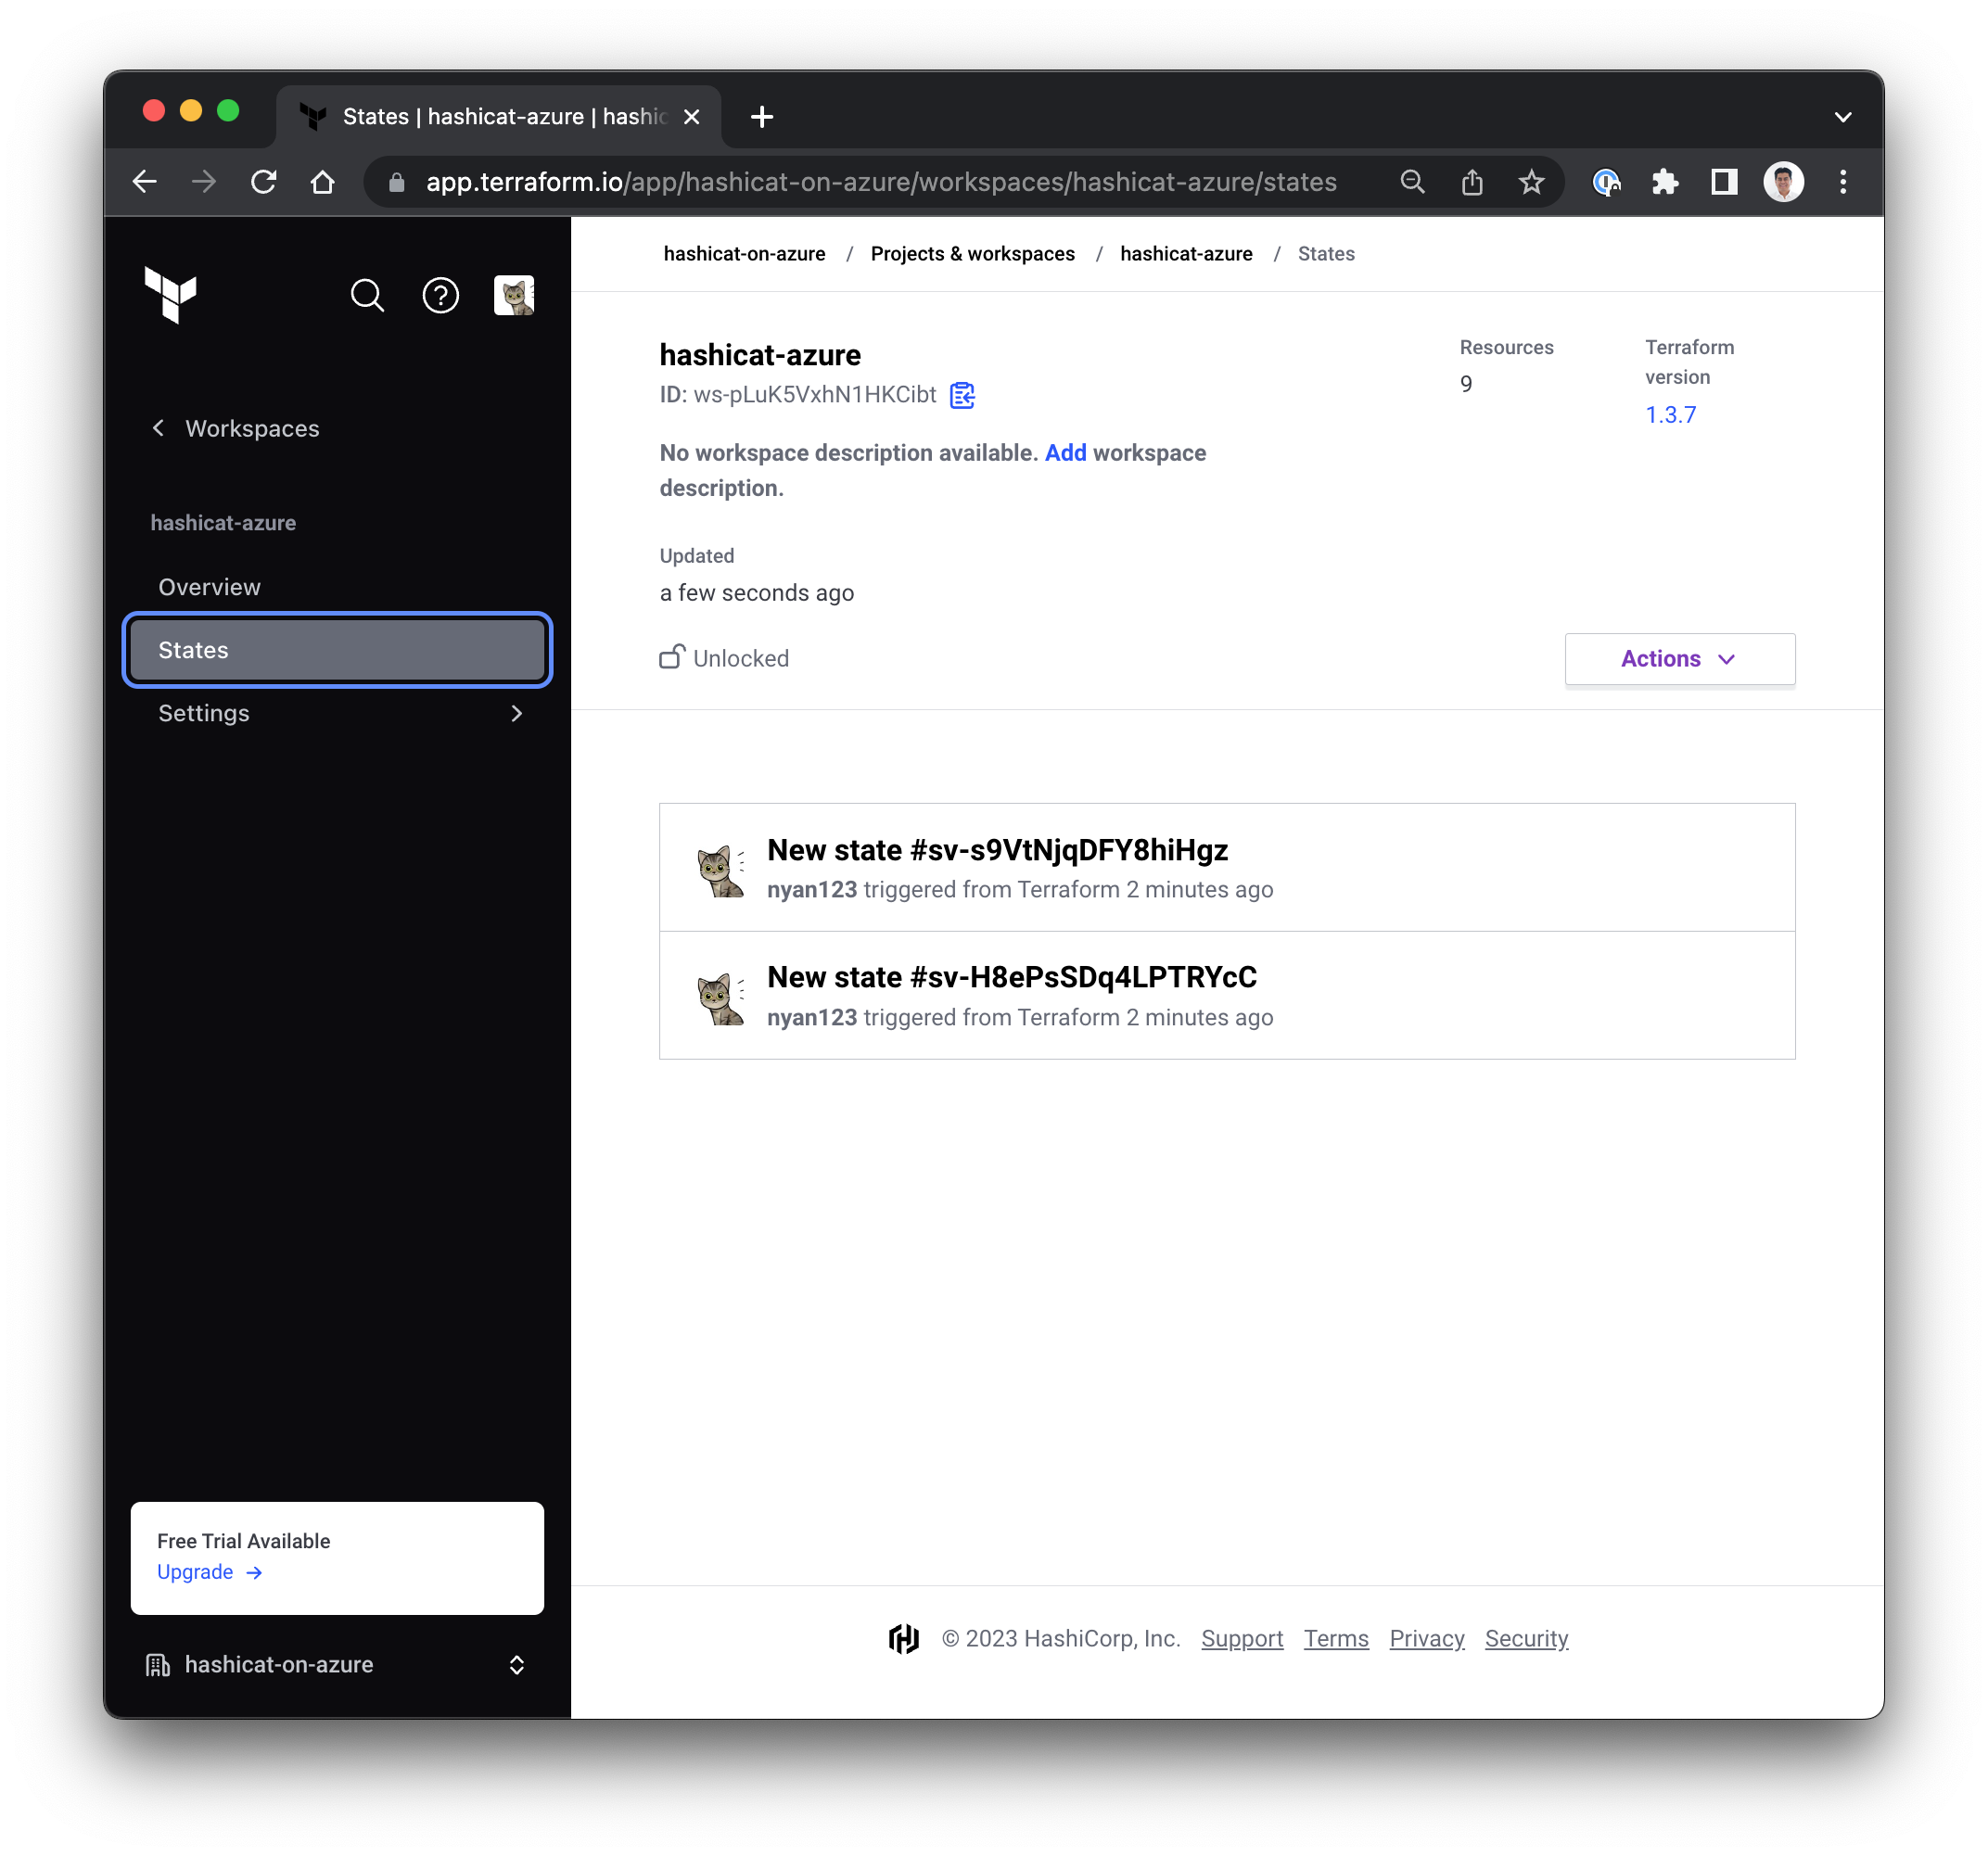 States | hashicat-azure | hashic
app.terraform.io/app/hashicat-on-azure/workspaces/hashicat-azure/states
hashicat-on-azure / Projects & workspaces / hashicat-azure / States
Workspaces
hashicat-azure
Overview
States
Settings
Free Trial Available
Upgrade →
hashicat-on-azure
hashicat-azure
ID: ws-pLuK5VxhN1HKCibt
No workspace description available. Add workspace
description.
Resources
9
Terraform
version
1.3.7
Updated
a few seconds ago
Unlocked
Actions
New state #sv-s9VtNjqDFY8hiHgz
nyan123 triggered from Terraform 2 minutes ago
New state #sv-H8ePsSDq4LPTRYcC
nyan123 triggered from Terraform 2 minutes ago
© 2023 HashiCorp, Inc. Support Terms Privacy Security